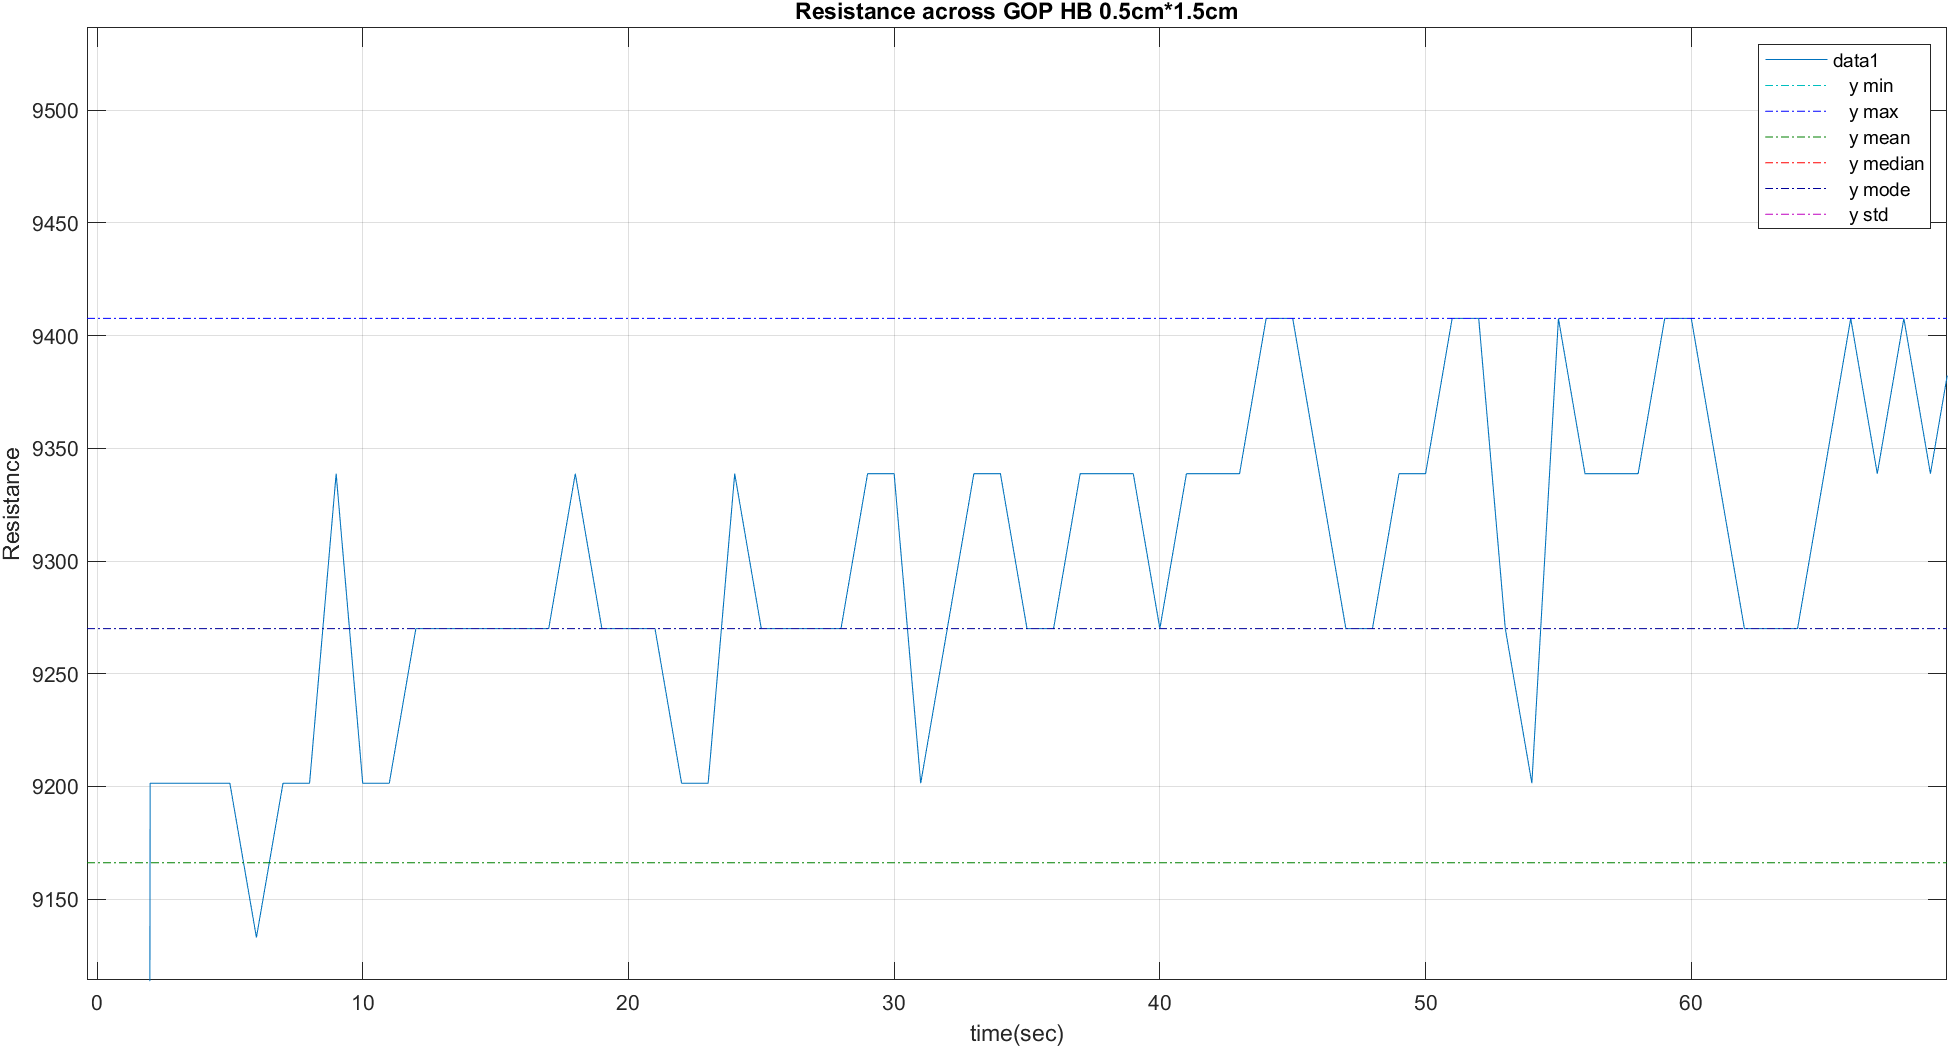 Resistance across GOP HB 0.5cm*1.5cm
data1
y min
y max
y mean
y median
y mode
y std
9500
9450
9400
9350
9300
9250
9200
9150
Resistance
0 10 20 30 40 50 60
time(sec)